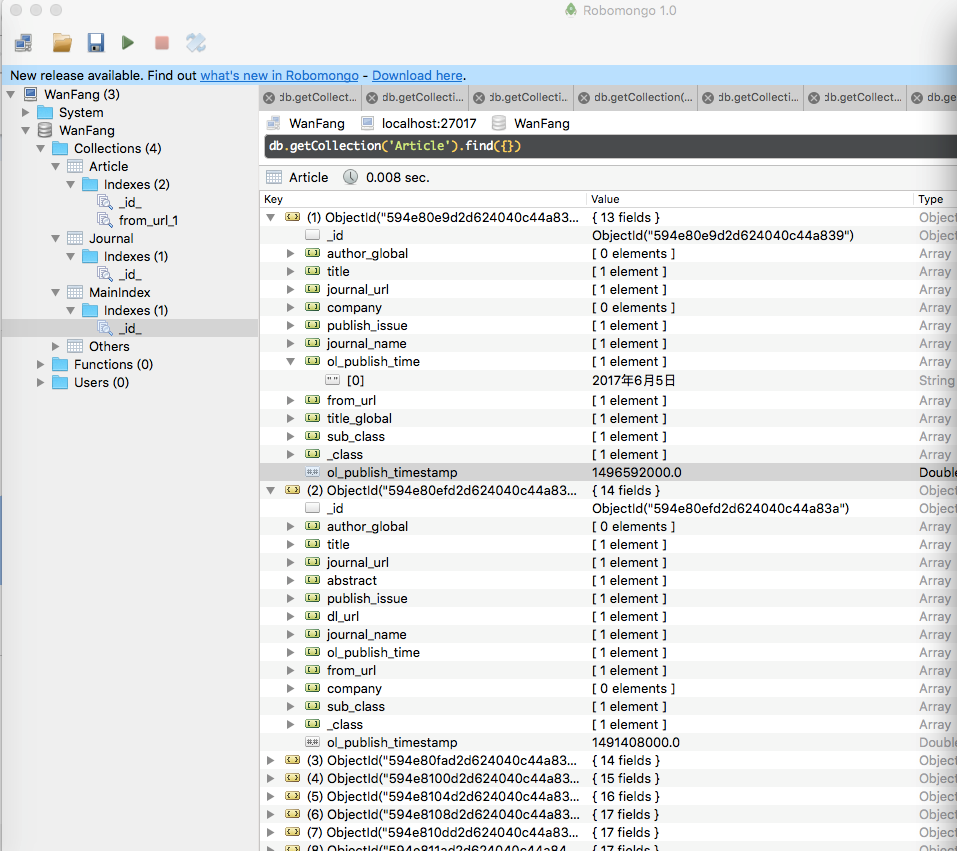 Robomongo 1.0
New release available. Find out what's new in Robomongo - Download here.
WanFang (3)
System
WanFang
Collections (4)
Article
Indexes (2)
_id_
from_url_1
Journal
Indexes (1)
_id_
MainIndex
Indexes (1)
_id_
Others
Functions (0)
Users (0)
db.getCollect... db.getCollecti... db.getCollecti... db.getCollection(... db.getCollecti... db.getCollect... db.ge
WanFang localhost:27017 WanFang
db.getCollection('Article').find({})
Article 0.008 sec.
Key Value Type
(1) ObjectId("594e80e9d2d624040c44a83... { 13 fields } Object
_id ObjectId("594e80e9d2d624040c44a839") Object
author_global [ 0 elements ] Array
title [ 1 element ] Array
journal_url [ 1 element ] Array
company [ 0 elements ] Array
publish_issue [ 1 element ] Array
journal_name [ 1 element ] Array
ol_publish_time [ 1 element ] Array
[0] 2017年6月5日 String
from_url [ 1 element ] Array
title_global [ 1 element ] Array
sub_class [ 1 element ] Array
_class [ 1 element ] Array
ol_publish_timestamp 1496592000.0 Double
(2) ObjectId("594e80efd2d624040c44a83... { 14 fields } Object
_id ObjectId("594e80efd2d624040c44a83a") Object
author_global [ 0 elements ] Array
title [ 1 element ] Array
journal_url [ 1 element ] Array
abstract [ 1 element ] Array
publish_issue [ 1 element ] Array
dl_url [ 1 element ] Array
journal_name [ 1 element ] Array
ol_publish_time [ 1 element ] Array
from_url [ 1 element ] Array
company [ 0 elements ] Array
sub_class [ 1 element ] Array
_class [ 1 element ] Array
ol_publish_timestamp 1491408000.0 Double
(3) ObjectId("594e80fad2d624040c44a83... { 14 fields } Object
(4) ObjectId("594e8100d2d624040c44a83... { 15 fields } Object
(5) ObjectId("594e8104d2d624040c44a83... { 16 fields } Object
(6) ObjectId("594e8108d2d624040c44a83... { 17 fields } Object
(7) ObjectId("594e810dd2d624040c44a83... { 17 fields } Object
(8) ObjectId("594e811ad2d624040c44a84... { 17 fields } Object